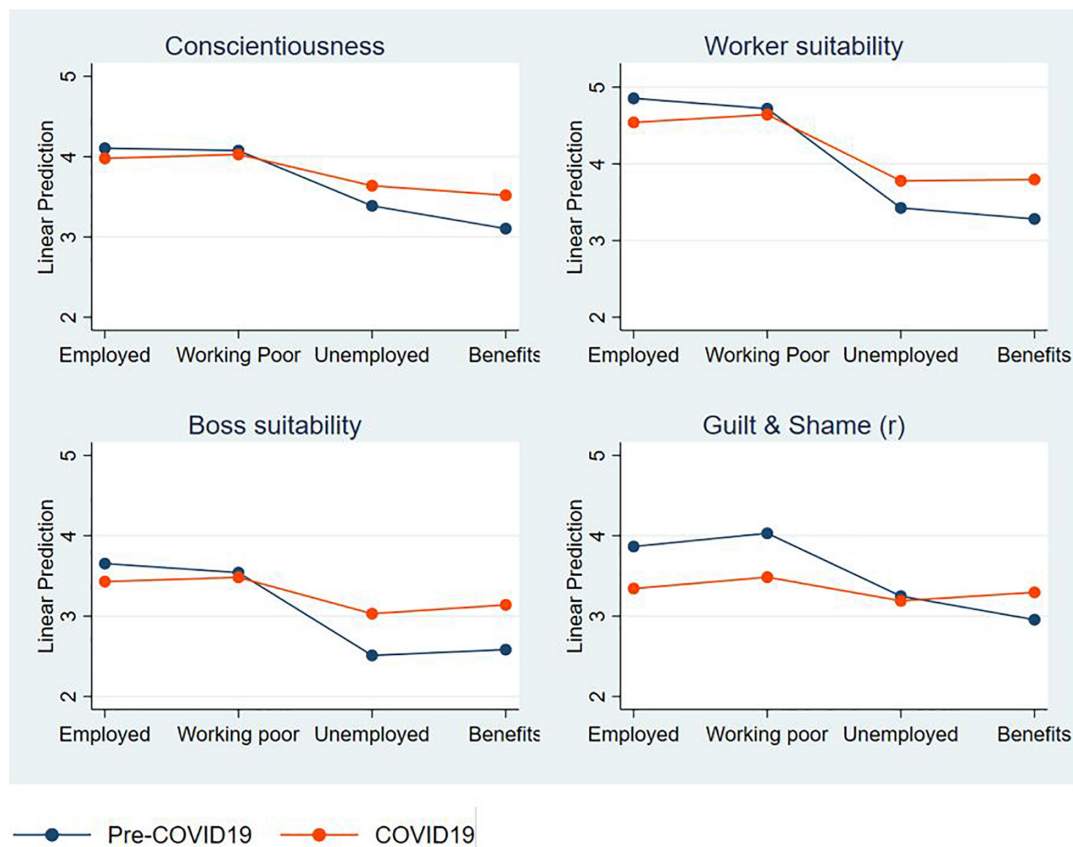 Conscientiousness
Linear Prediction
5
4
3
2
Employed Working Poor Unemployed Benefits
Worker suitability
Linear Prediction
5
4
3
2
Employed Working Poor Unemployed Benefits
Boss suitability
Linear Prediction
5
4
3
2
Employed Working poor Unemployed Benefits
Guilt & Shame (r)
Linear Prediction
5
4
3
2
Employed Working poor Unemployed Benefits
Pre-COVID19 COVID19